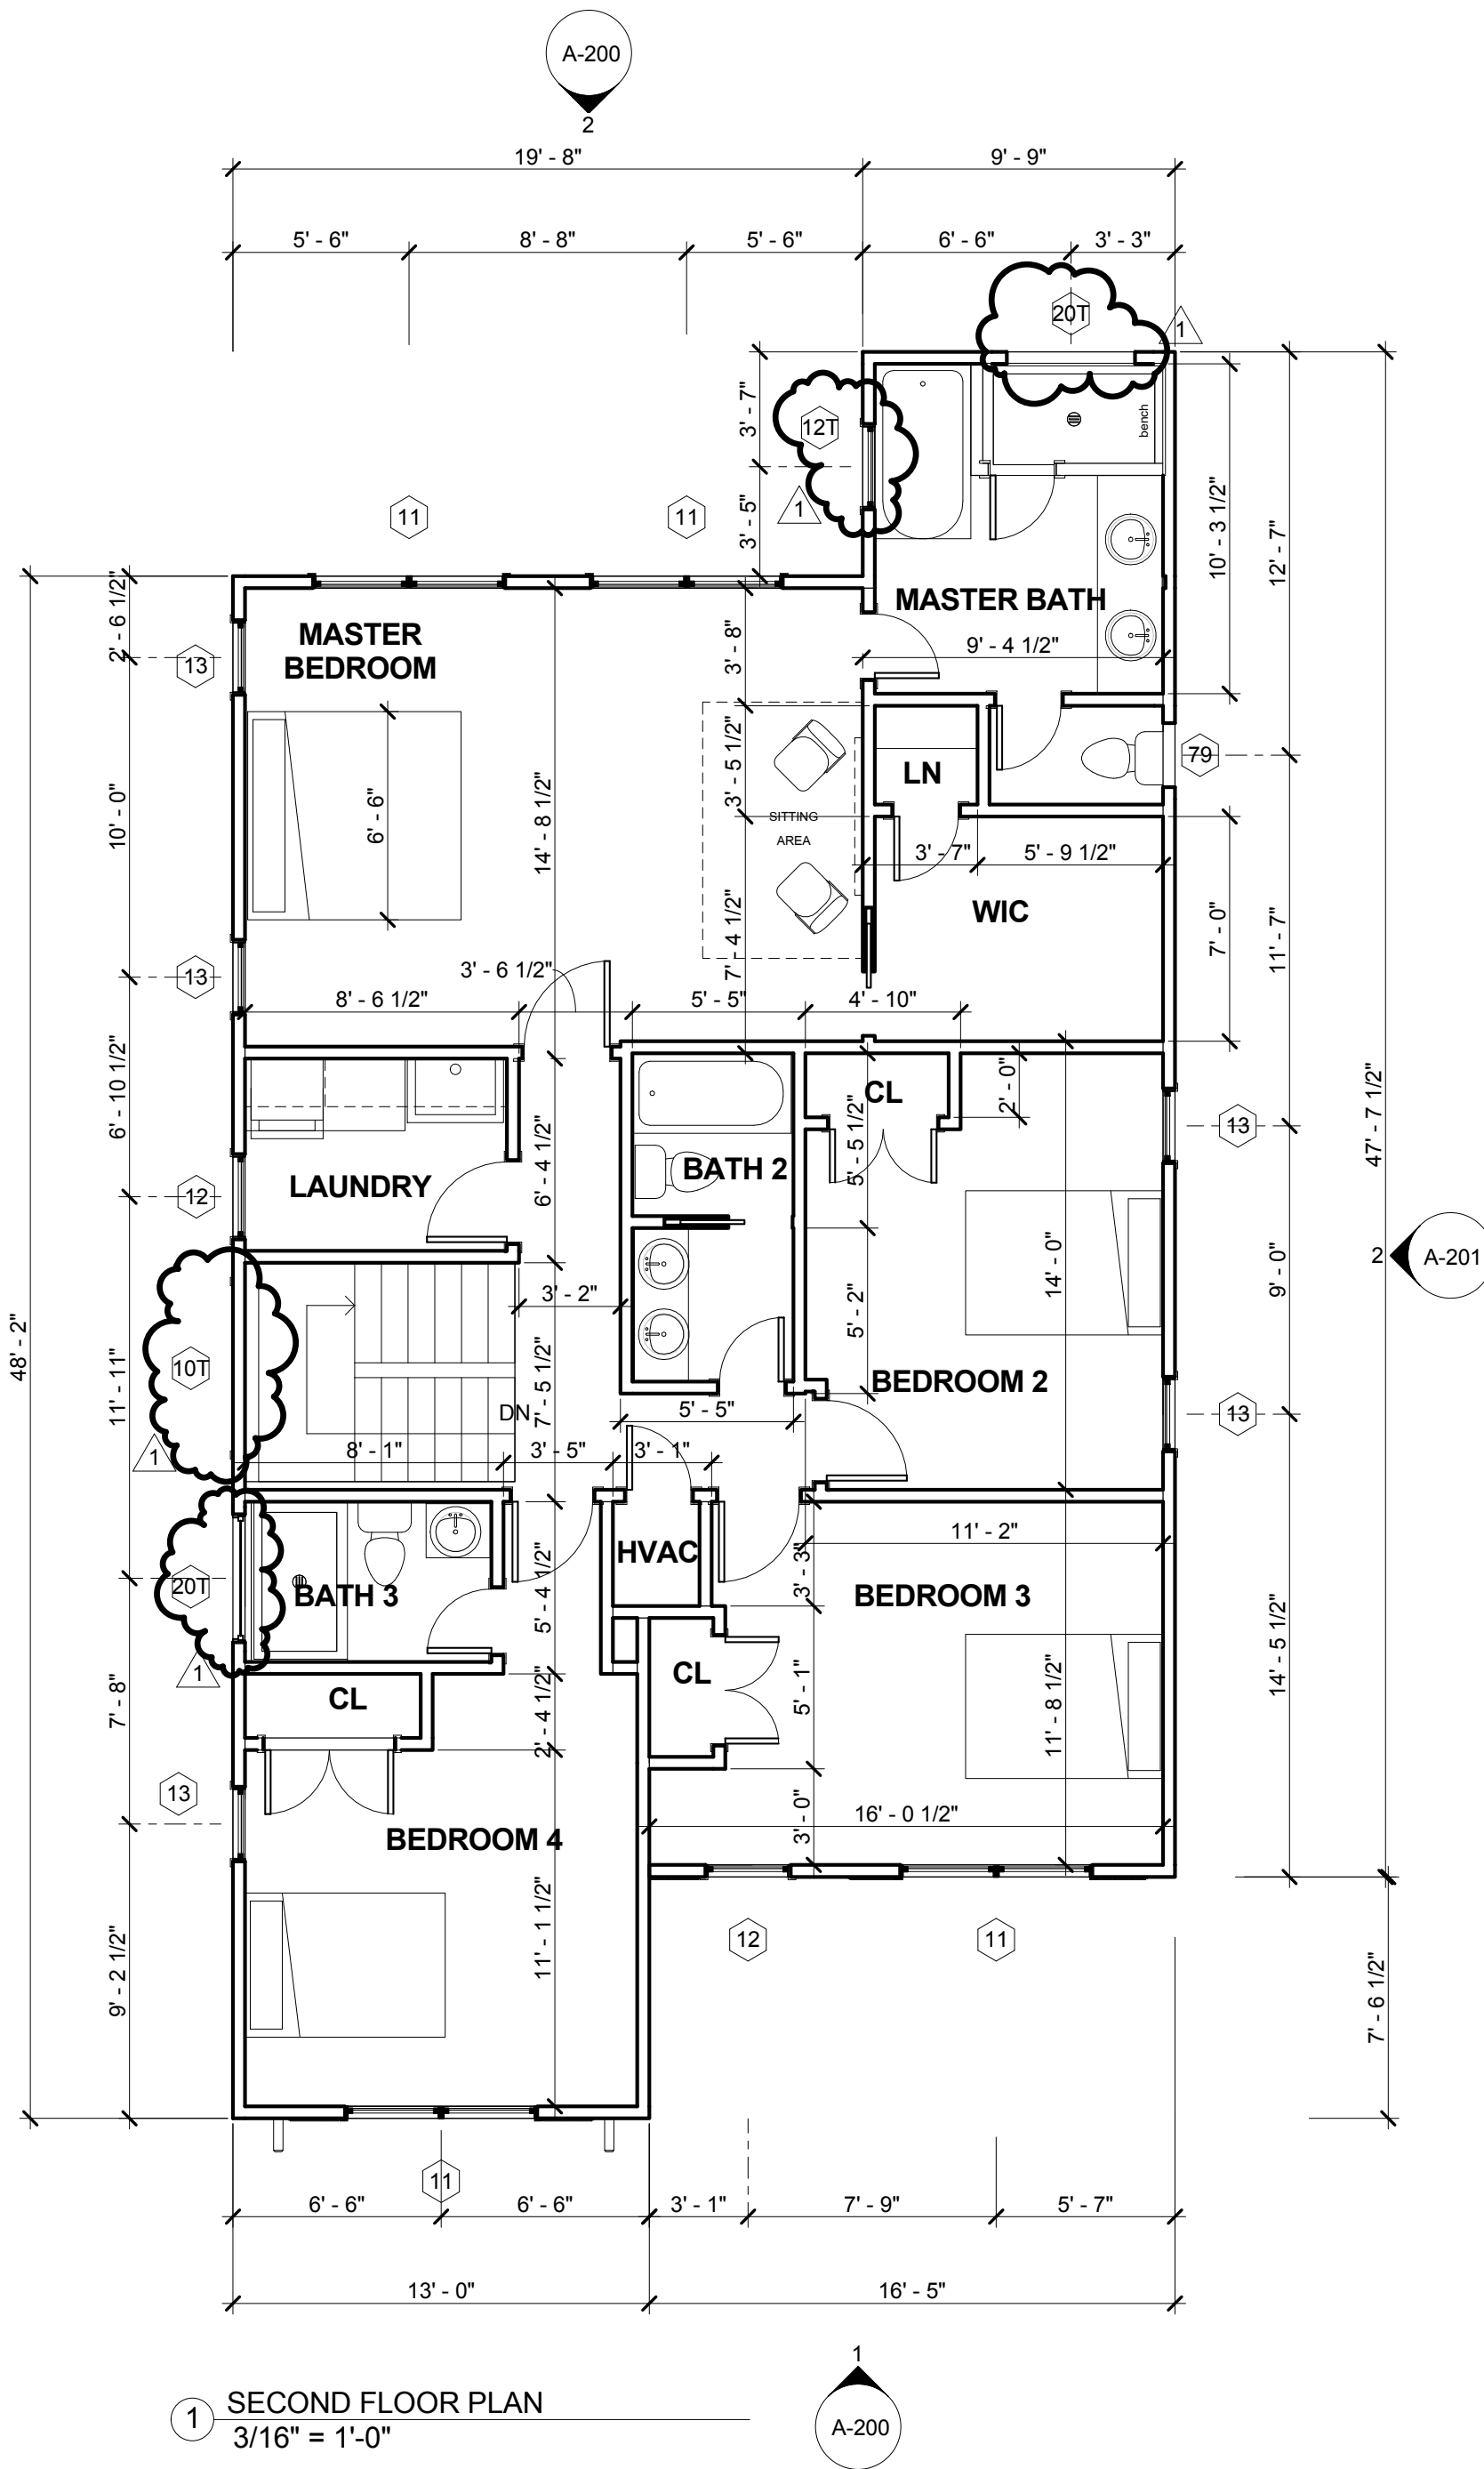 A-200
2
19' - 8"
9' - 9"
5' - 6"
8' - 8"
5' - 6"
6' - 6"
3' - 3"
20T
1
3' - 7"
12T
bench
1
11
11
3' - 5"
10' - 3 1/2"
12' - 7"
2' - 6 1/2"
MASTER BATH
MASTER
BEDROOM
3' - 8"
9' - 4 1/2"
13
79
3' - 5 1/2"
LN
10' - 0"
6' - 6"
14' - 8 1/2"
SITTING
AREA
3' - 7"
5' - 9 1/2"
WIC
7' - 0"
11' - 7"
7' - 4 1/2"
13
3' - 6 1/2"
8' - 6 1/2"
5' - 5"
4' - 10"
6' - 10 1/2"
CL
2' - 0"
47' - 7 1/2"
13
5' - 5 1/2"
6' - 4 1/2"
BATH 2
LAUNDRY
12
2
A-201
14' - 0"
9' - 0"
3' - 2"
5' - 2"
48' - 2"
10T
11' - 11"
7' - 5 1/2"
BEDROOM 2
DN
5' - 5"
13
1
8' - 1"
3' - 5"
3' - 1"
11' - 2"
HVAC
3' - 3"
20T
BATH 3
5' - 4 1/2"
BEDROOM 3
14' - 5 1/2"
1
CL
CL
7' - 8"
2' - 4 1/2"
5' - 1"
11' - 8 1/2"
13
16' - 0 1/2"
3' - 0"
BEDROOM 4
11' - 1 1/2"
12
11
9' - 2 1/2"
7' - 6 1/2"
11
6' - 6"
6' - 6"
3' - 1"
7' - 9"
5' - 7"
13' - 0"
16' - 5"
1
A-200
1
SECOND FLOOR PLAN
3/16" = 1'-0"